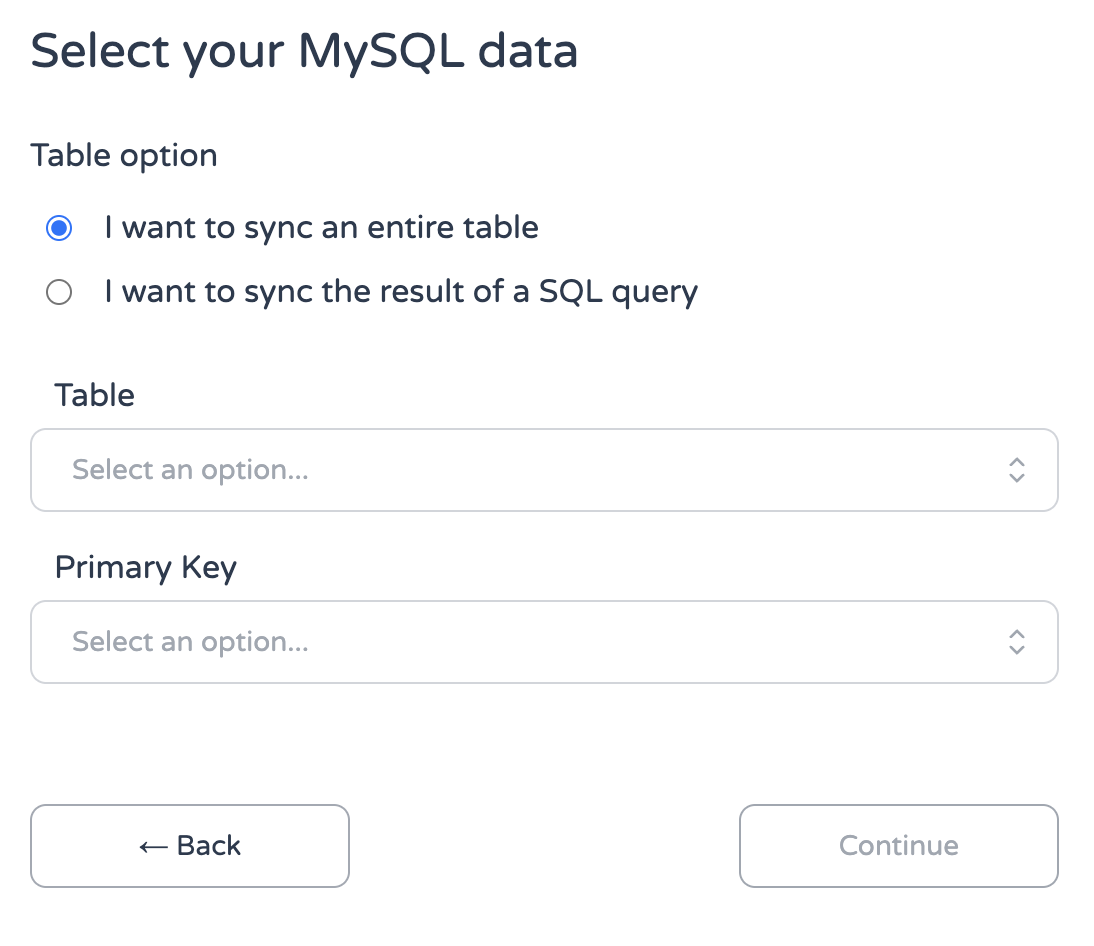 Select your MySQL data
Table option
I want to sync an entire table
I want to sync the result of a SQL query
Table
Select an option...
Primary Key
Select an option...
← Back
Continue